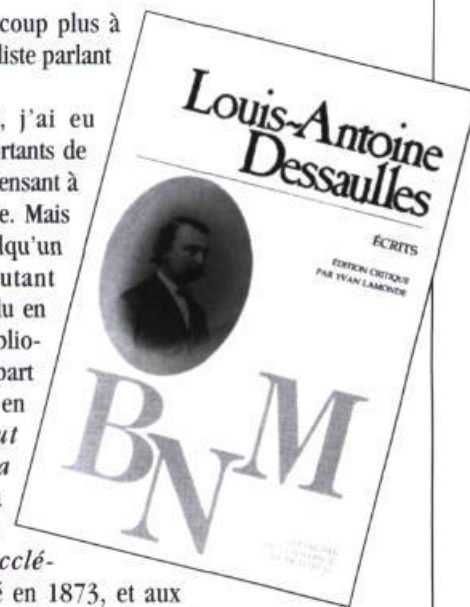 coup plus à
liste parlant
, j'ai eu
rtants de
ensant à
e. Mais
lqu'un
utant
lu en
blio-
part
en
ut
a
cclé-
é en 1873, et aux
Louis-Antoine
Dessaulles
ÉCRITS
ÉDITION CRITIQUE
PAR YVAN LAMONDE
BNM